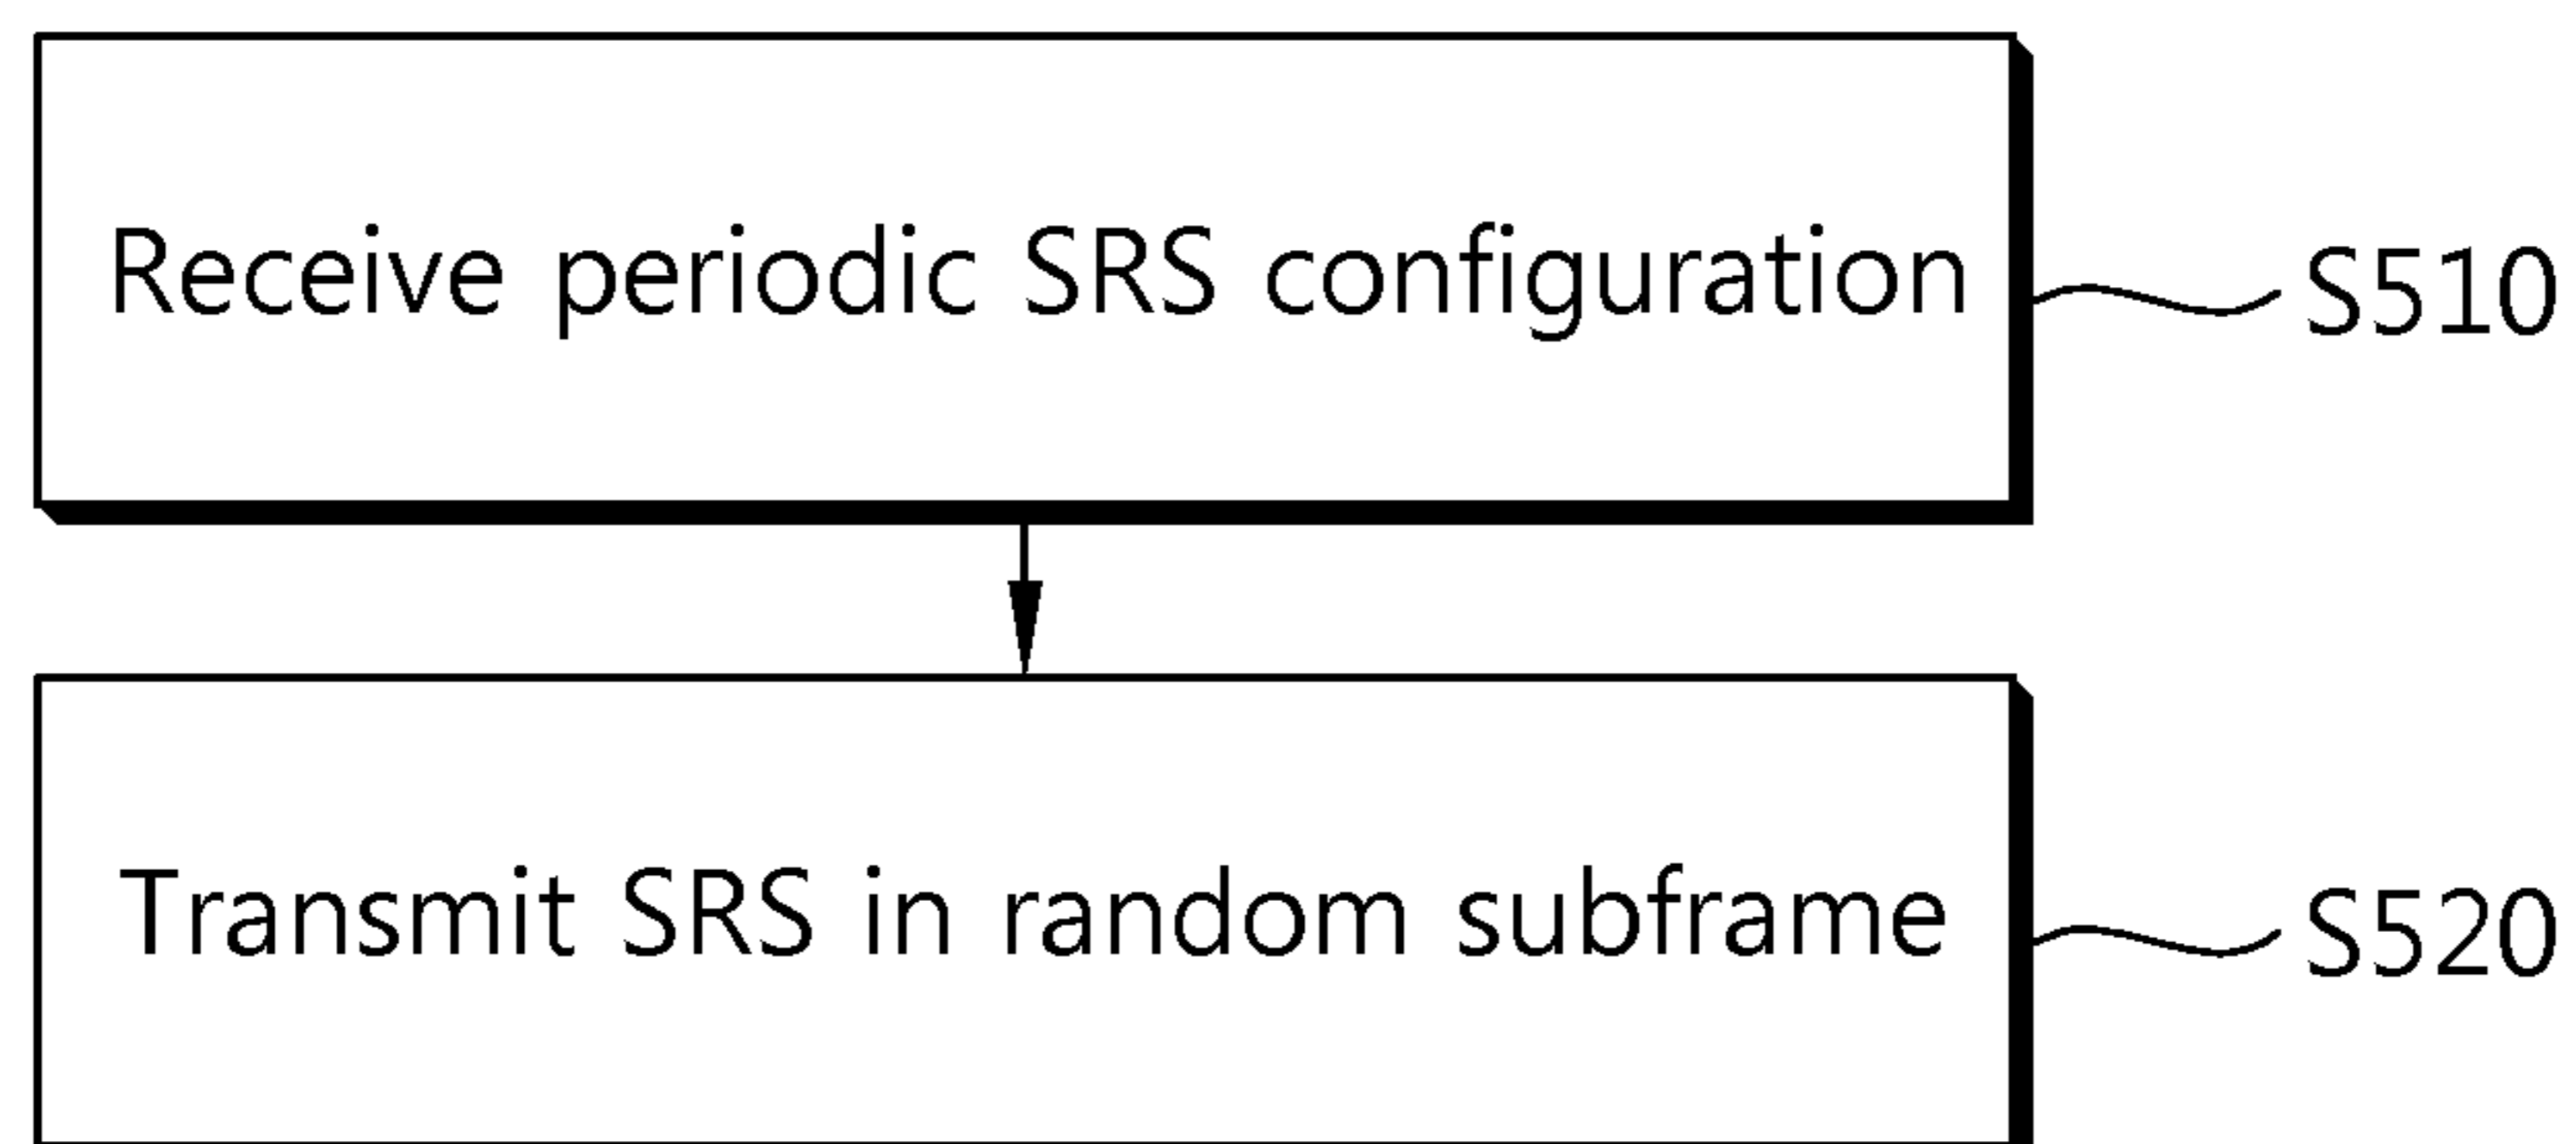 Receive periodic SRS configuration
S510
Transmit SRS in random subframe
S520